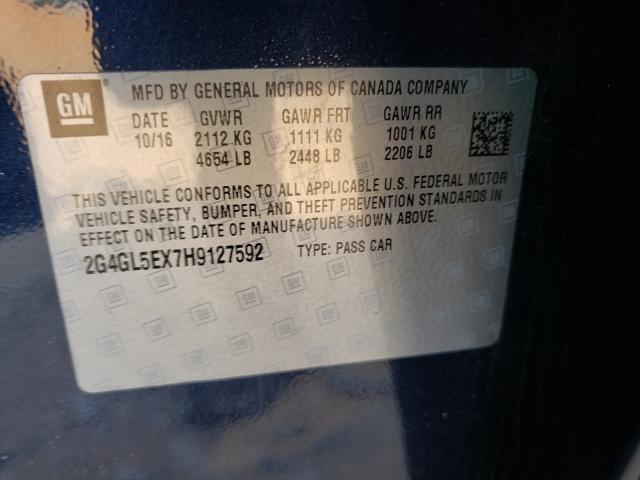 GM
MFD BY GENERAL MOTORS OF CANADA COMPANY
DATE GVWR GAWR FRT GAWR RR
10/16 2112 KG 1111 KG 1001 KG
4654 LB 2448 LB 2206 LB
THIS VEHICLE CONFORMS TO ALL APPLICABLE U.S. FEDERAL MOTOR
VEHICLE SAFETY, BUMPER, AND THEFT PREVENTION STANDARDS IN
EFFECT ON THE DATE OF MANUFACTURE SHOWN ABOVE.
2G4GL5EX7H9127592 TYPE: PASS CAR